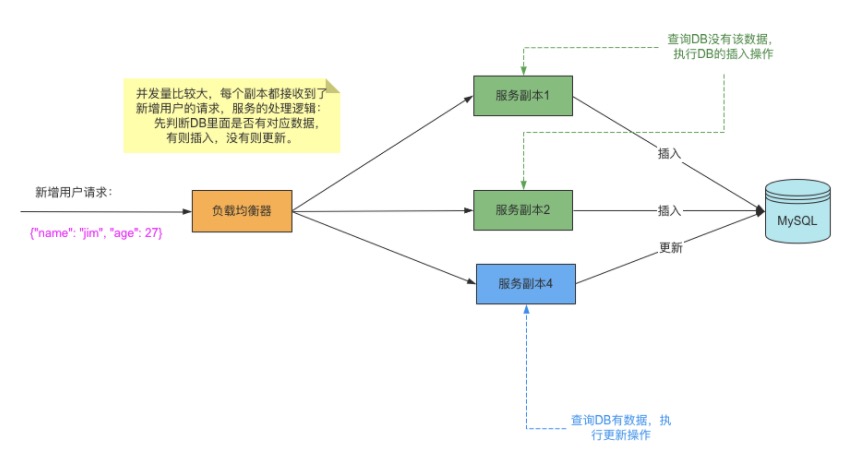 查询DB没有该数据，
执行DB的插入操作
并发量比较大，每个副本都接收到了
新增用户的请求，服务的处理逻辑：
先判断DB里面是否有对应数据，
有则插入，没有则更新。
服务副本1
插入
新增用户请求：
负载均衡器
服务副本2
插入
MySQL
{"name": "jim", "age": 27}
更新
服务副本4
查询DB有数据，执
行更新操作